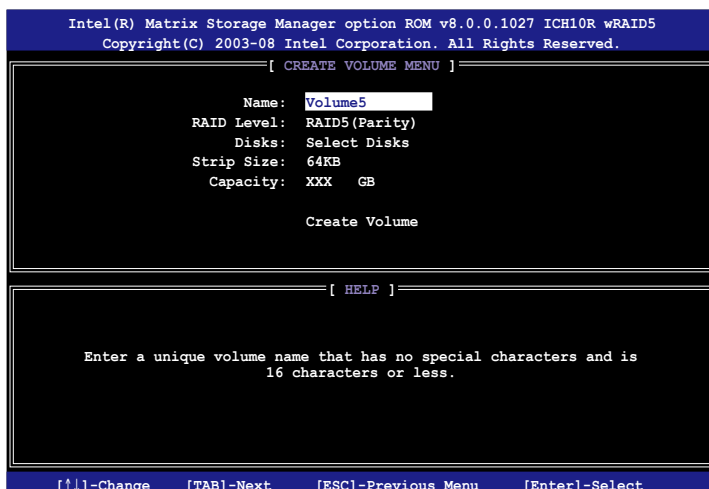 Intel(R) Matrix Storage Manager option ROM v8.0.0.1027 ICH10R wRAID5
Copyright(C) 2003-08 Intel Corporation. All Rights Reserved.
[ CREATE VOLUME MENU ]
Name: Volume5
RAID Level: RAID5(Parity)
Disks: Select Disks
Strip Size: 64KB
Capacity: XXX GB
Create Volume
[ HELP ]
Enter a unique volume name that has no special characters and is
16 characters or less.
[↑↓]-Change [TAB]-Next [ESC]-Previous Menu [Enter]-Select